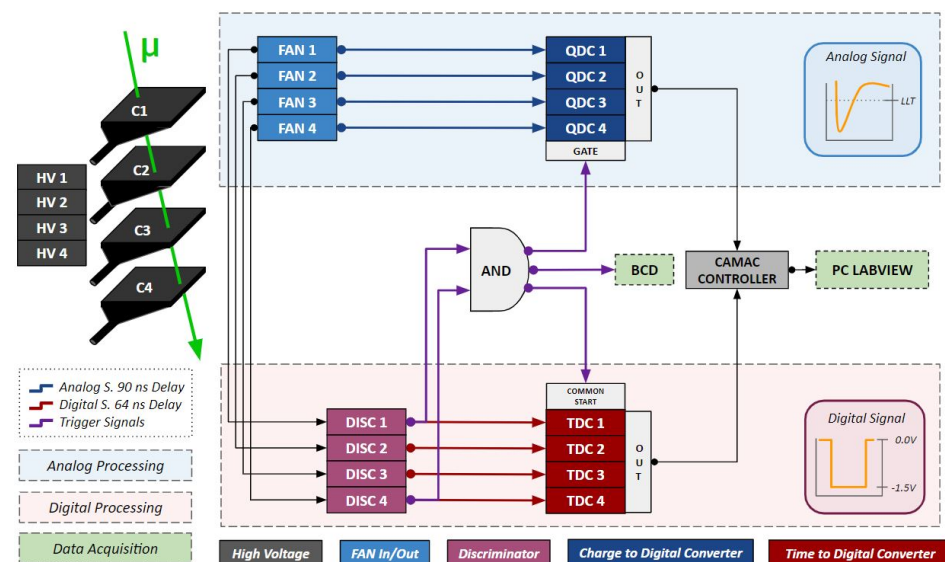 μ
C1
C2
C3
C4
HV 1
HV 2
HV 3
HV 4
Analog S. 90 ns Delay
Digital S. 64 ns Delay
Trigger Signals
Analog Processing
Digital Processing
Data Acquisition
FAN 1
FAN 2
FAN 3
FAN 4
QDC 1
QDC 2
QDC 3
QDC 4
GATE
OUT
Analog Signal
LLT
AND
BCD
CAMAC
CONTROLLER
PC LABVIEW
DISC 1
DISC 2
DISC 3
DISC 4
COMMON
START
TDC 1
TDC 2
TDC 3
TDC 4
OUT
Digital Signal
0.0V
-1.5V
High Voltage
FAN In/Out
Discriminator
Charge to Digital Converter
Time to Digital Converter